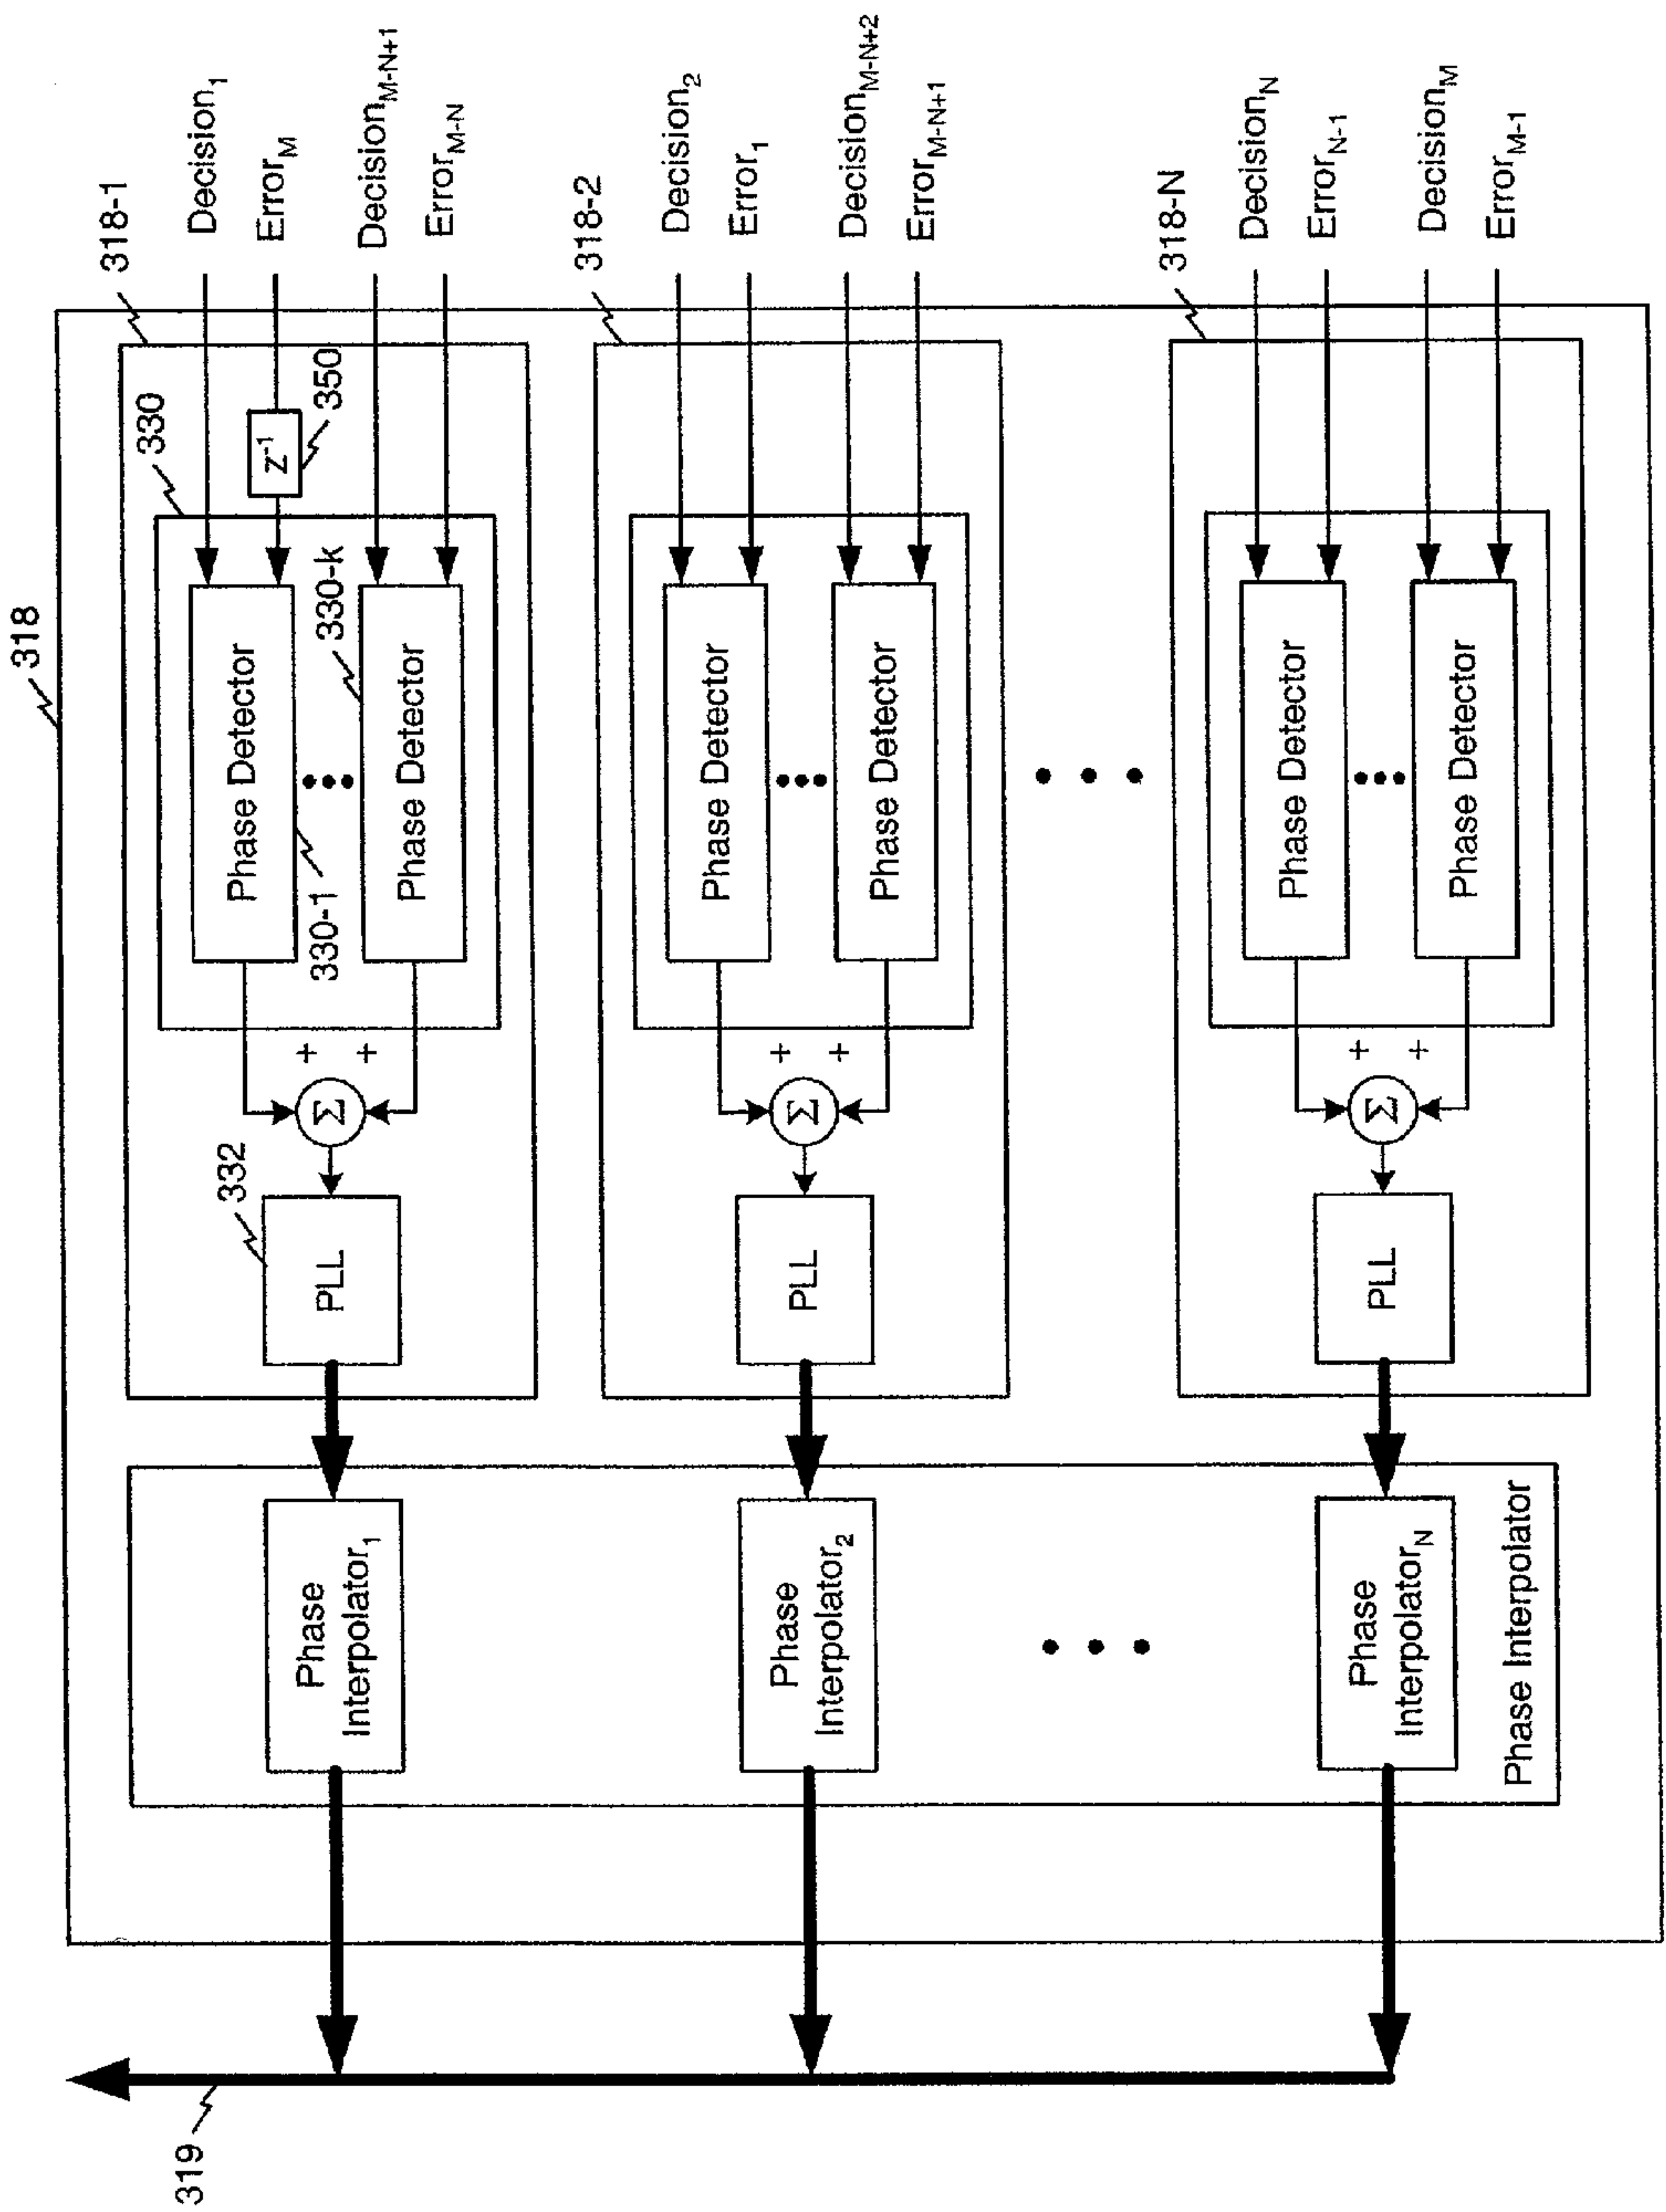 318
318-1
Decision1
ErrorM
DecisionM-N+1
ErrorM-N
330
Z-1
350
Phase Detector
330-1
330-k
Phase Detector
+
+
Σ
332
PLL
Phase
Interpolator1
318-2
Decision2
Error1
DecisionM-N+2
ErrorM-N+1
Phase Detector
Phase Detector
+
+
Σ
PLL
Phase
Interpolator2
318-N
DecisionN
ErrorN-1
DecisionM
ErrorM-1
Phase Detector
Phase Detector
+
+
Σ
PLL
Phase
InterpolatorN
Phase Interpolator
319